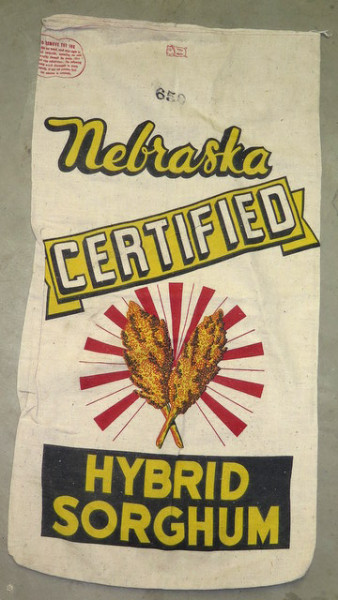 650
Nebraska
CERTIFIED
HYBRID
SORGHUM